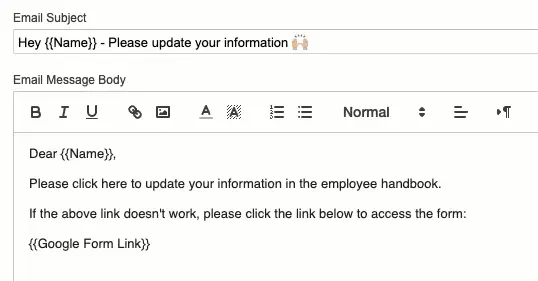 Email Subject
Hey {{Name}} - Please update your information 🙌🏼
Email Message Body
B I U A A Normal
Dear {{Name}},
Please click here to update your information in the employee handbook.
If the above link doesn't work, please click the link below to access the form:
{{Google Form Link}}